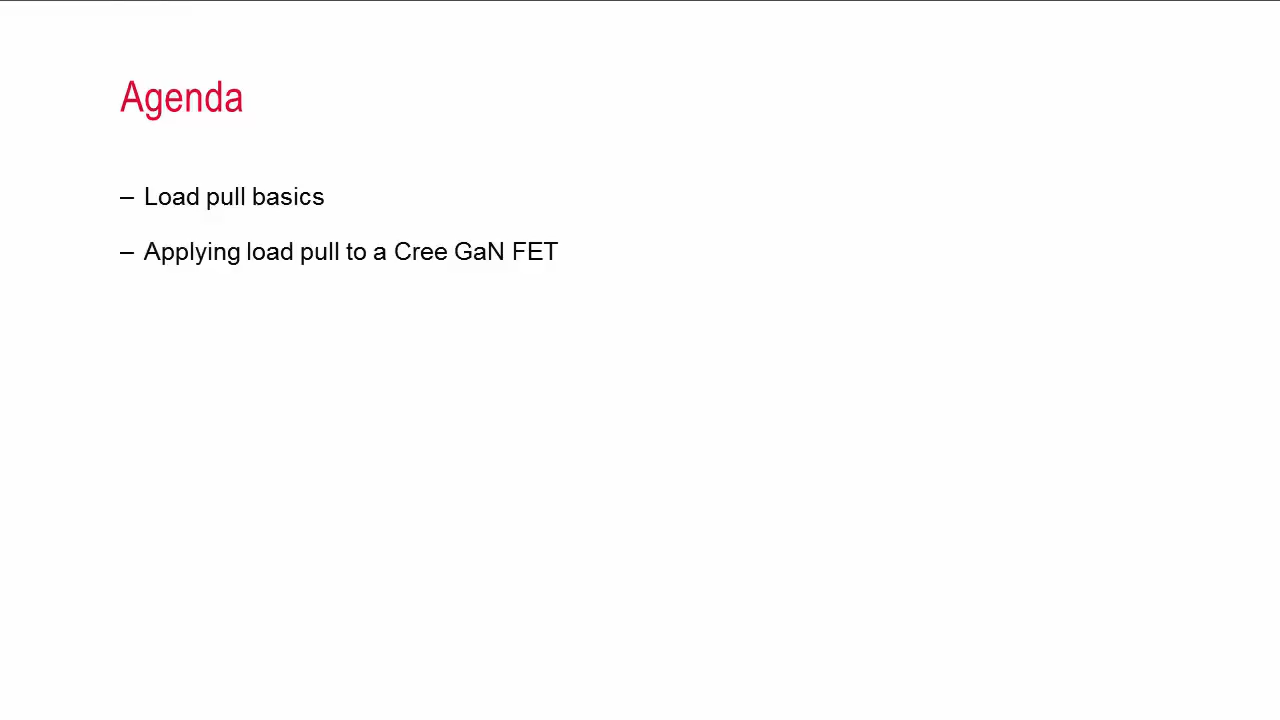 Agenda
– Load pull basics
– Applying load pull to a Cree GaN FET